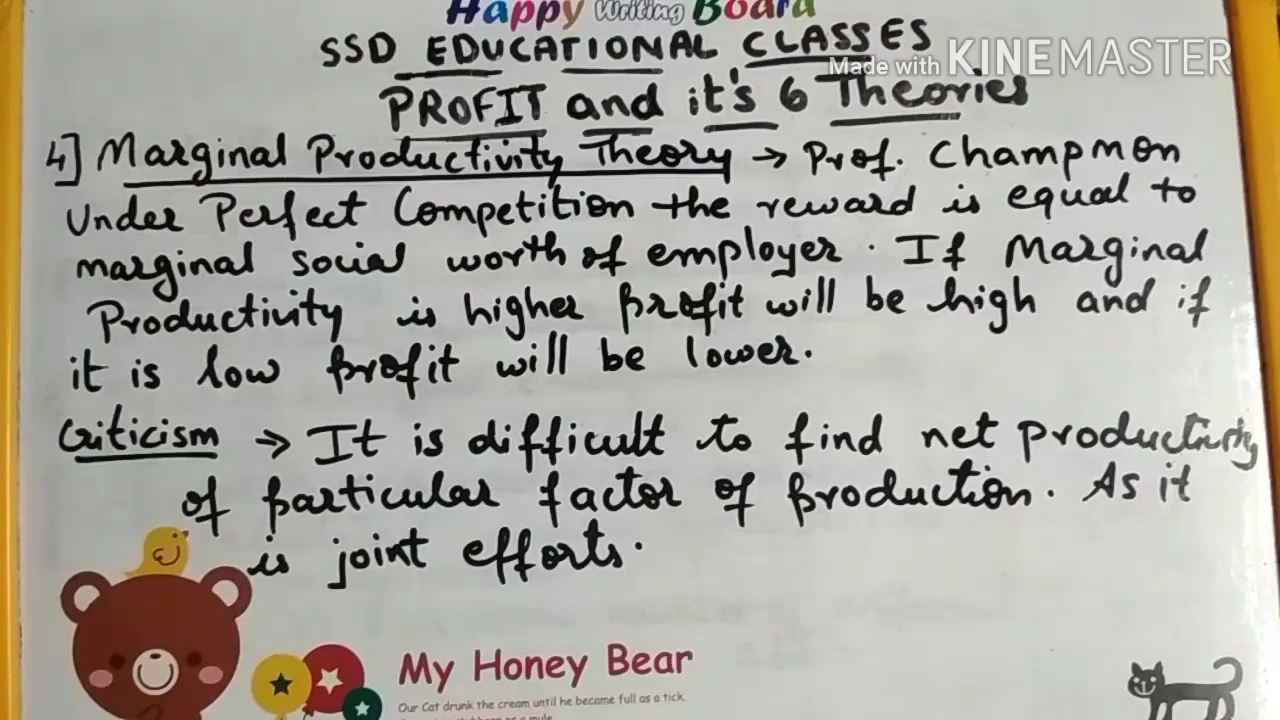 Happy Writing Board
SSD EDUCATIONAL CLASSES
Made with KINEMASTER
PROFIT and it's 6 Theories
4] Marginal Productivity Theory → Prof. Champmon
Under Perfect Competition the reward is equal to
marginal social worth of employer. If Marginal
Productivity is higher profit will be high and if
it is low profit will be lower.
Criticism → It is difficult to find net productivity
of particular factor of production. As it
is joint efforts.
My Honey Bear
Our Cat drunk the cream until he became full as a tick.
as a mule